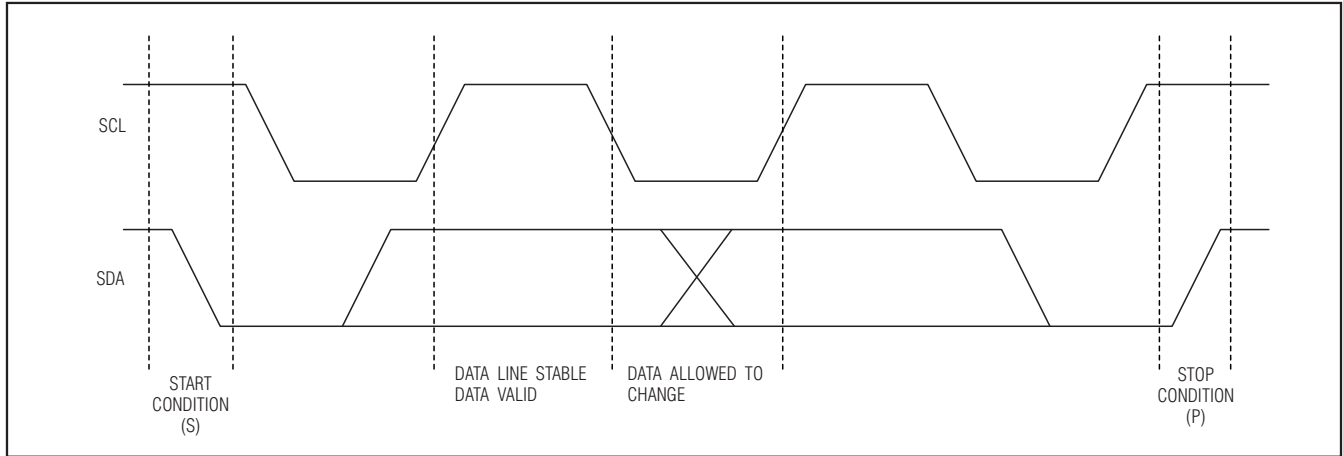 SCL
SDA
START
CONDITION
(S)
DATA LINE STABLE
DATA VALID
DATA ALLOWED TO
CHANGE
STOP
CONDITION
(P)